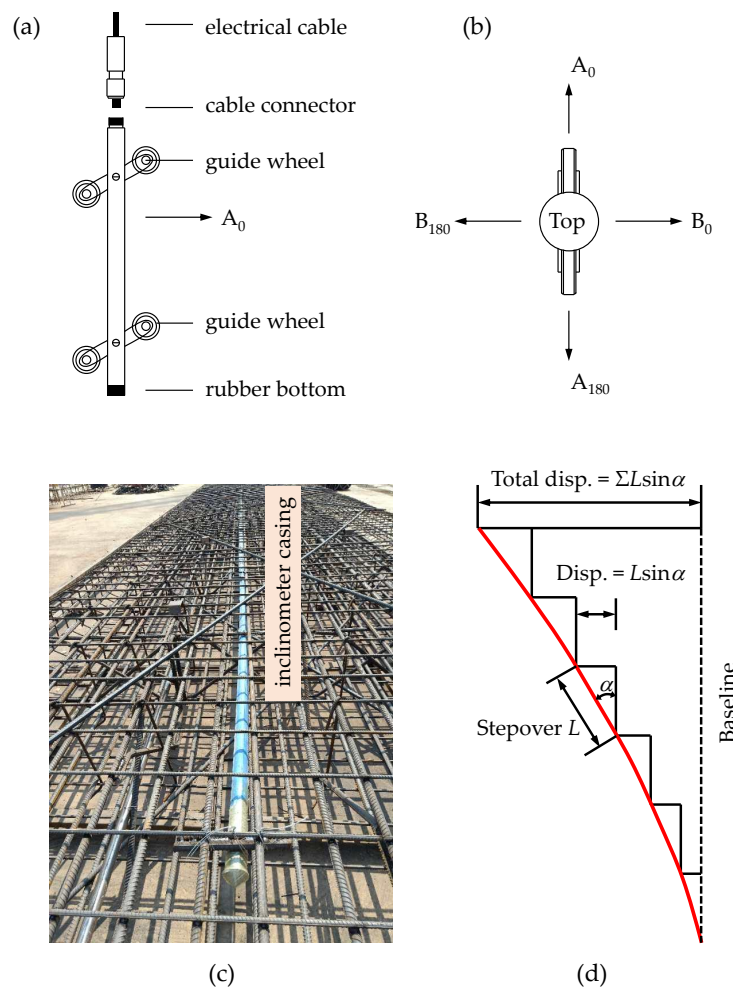 (a)
electrical cable
cable connector
guide wheel
A₀
guide wheel
rubber bottom
(b)
A₀
B₁₈₀
Top
B₀
A₁₈₀
inclinometer casing
(c)
Total disp. = ΣLsinα
Disp. = Lsinα
α
Stepover L
Baseline
(d)